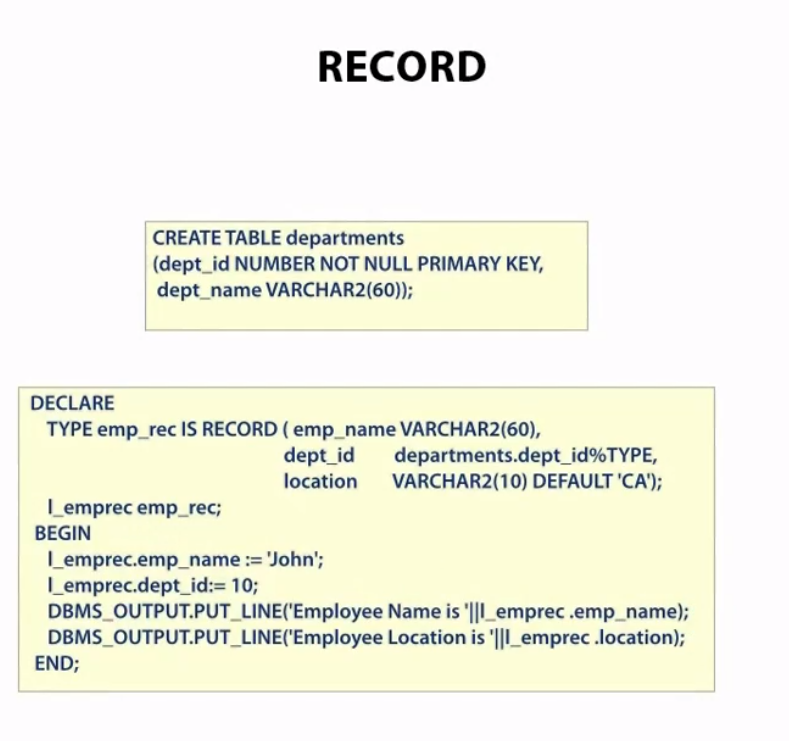 RECORD
CREATE TABLE departments
(dept_id NUMBER NOT NULL PRIMARY KEY,
dept_name VARCHAR2(60));
DECLARE
TYPE emp_rec IS RECORD ( emp_name VARCHAR2(60),
dept_id departments.dept_id%TYPE,
location VARCHAR2(10) DEFAULT 'CA');
l_emprec emp_rec;
BEGIN
l_emprec.emp_name := 'John';
l_emprec.dept_id:= 10;
DBMS_OUTPUT.PUT_LINE('Employee Name is '||l_emprec .emp_name);
DBMS_OUTPUT.PUT_LINE('Employee Location is '||l_emprec .location);
END;